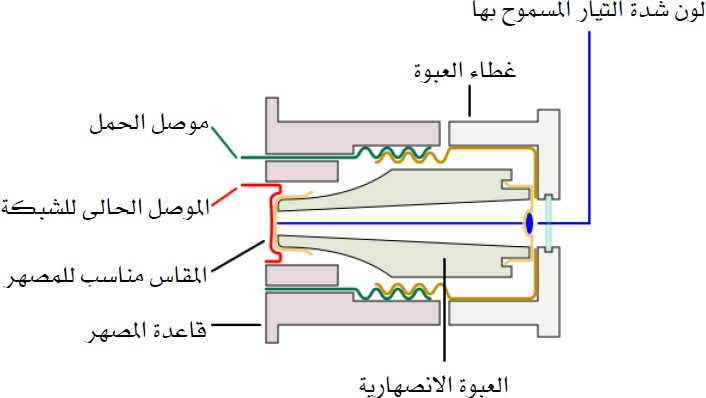 لون شدة التيار المسموح بها
غطاء العبوة
موصل الحمل
الموصل الحالى للشبكة
المقاس مناسب للمصهر
قاعدة المصهر
العبوة الانصهارية